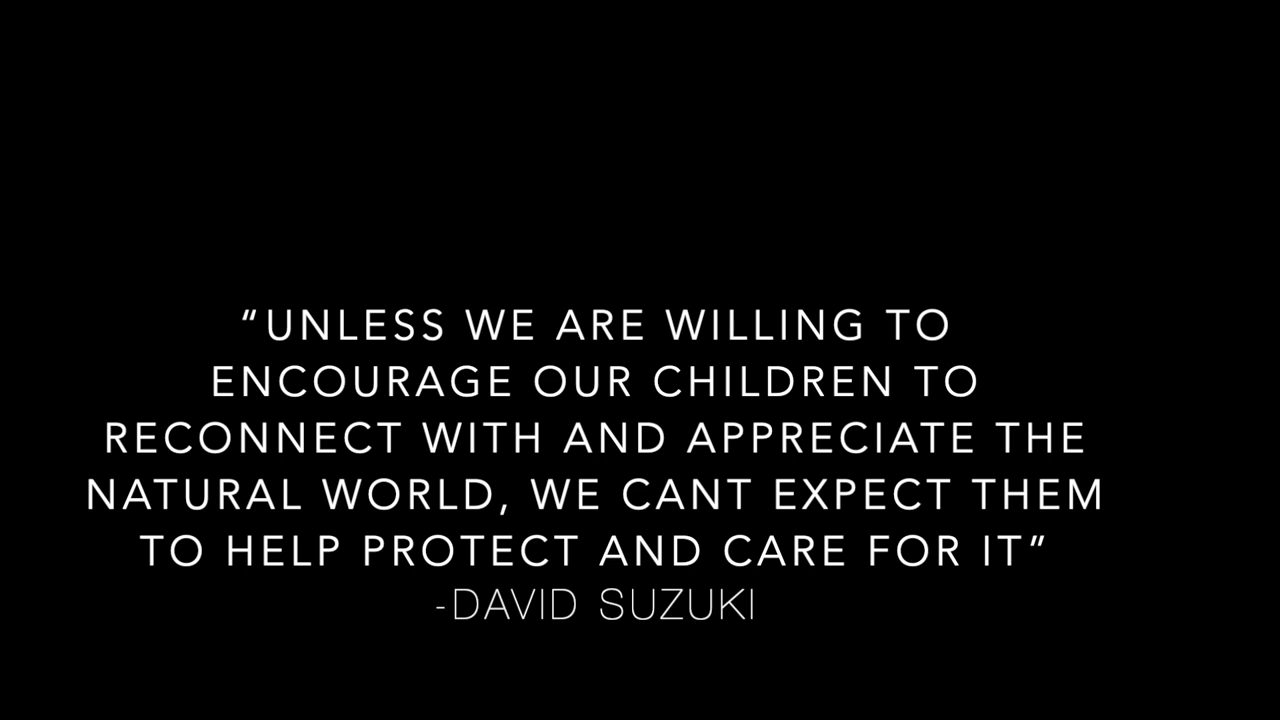 “UNLESS WE ARE WILLING TO
ENCOURAGE OUR CHILDREN TO
RECONNECT WITH AND APPRECIATE THE
NATURAL WORLD, WE CANT EXPECT THEM
TO HELP PROTECT AND CARE FOR IT”
-DAVID SUZUKI